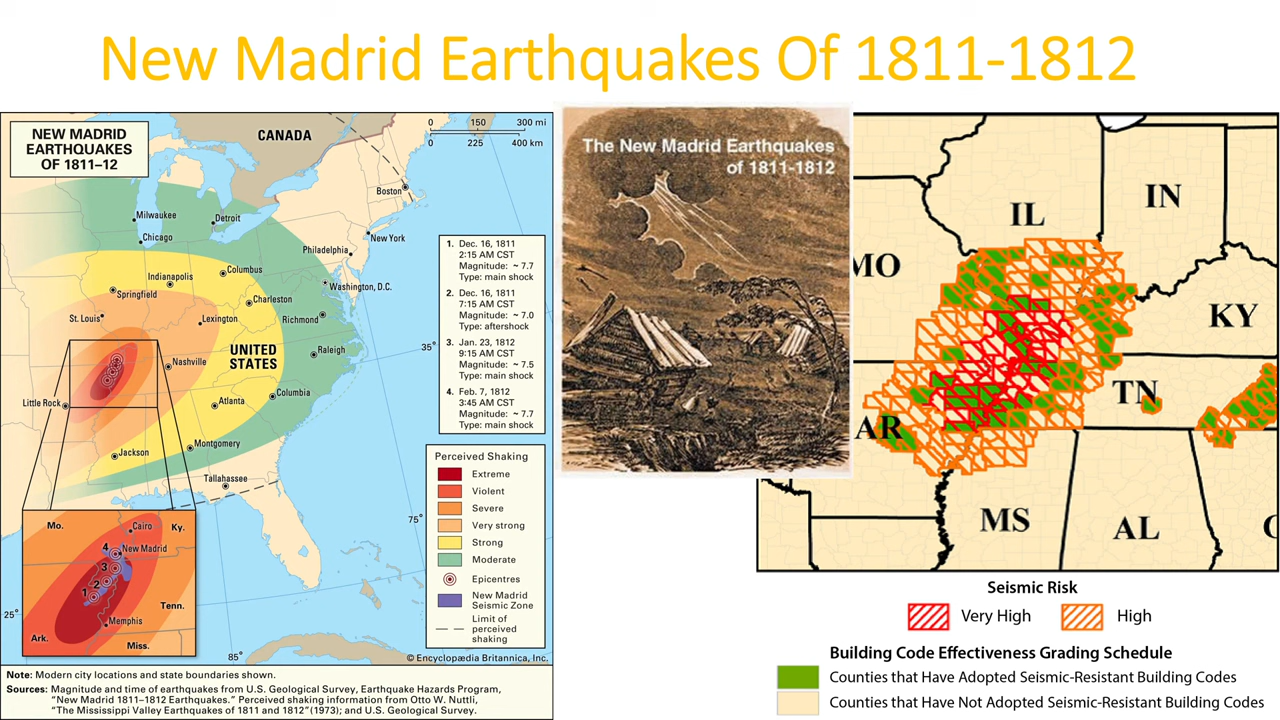 New Madrid Earthquakes Of 1811-1812
NEW MADRID
EARTHQUAKES
OF 1811–12
CANADA
0 150 300 mi
0 225 400 km
Boston
Milwaukee
Detroit
Chicago
New York
Philadelphia
Indianapolis
Columbus
Washington, D.C.
Springfield
Charleston
St. Louis
Lexington
Richmond
UNITED
STATES
Raleigh
35°
Nashville
Little Rock
Columbia
Atlanta
Montgomery
Jackson
Tallahassee
75°
25°
85°
1. Dec. 16, 1811
2:15 AM CST
Magnitude: ~ 7.7
Type: main shock
2. Dec. 16, 1811
7:15 AM CST
Magnitude: ~ 7.0
Type: aftershock
3. Jan. 23, 1812
9:15 AM CST
Magnitude: ~ 7.5
Type: main shock
4. Feb. 7, 1812
3:45 AM CST
Magnitude: ~ 7.7
Type: main shock
Perceived Shaking
Extreme
Violent
Severe
Very strong
Strong
Moderate
Epicentres
New Madrid
Seismic Zone
Limit of
perceived
shaking
Mo.
Cairo
Ky.
4
New Madrid
3
2
1
Tenn.
Memphis
Ark.
Miss.
© Encyclopædia Britannica, Inc.
Note: Modern city locations and state boundaries shown.
Sources: Magnitude and time of earthquakes from U.S. Geological Survey, Earthquake Hazards Program,
“New Madrid 1811–1812 Earthquakes.” Perceived shaking information from Otto W. Nuttli,
“The Mississippi Valley Earthquakes of 1811 and 1812”(1973); and U.S. Geological Survey.
The New Madrid Earthquakes
of 1811-1812
IL
IN
MO
KY
TN
AR
MS
AL
Seismic Risk
Very High
High
Building Code Effectiveness Grading Schedule
Counties that Have Adopted Seismic-Resistant Building Codes
Counties that Have Not Adopted Seismic-Resistant Building Codes